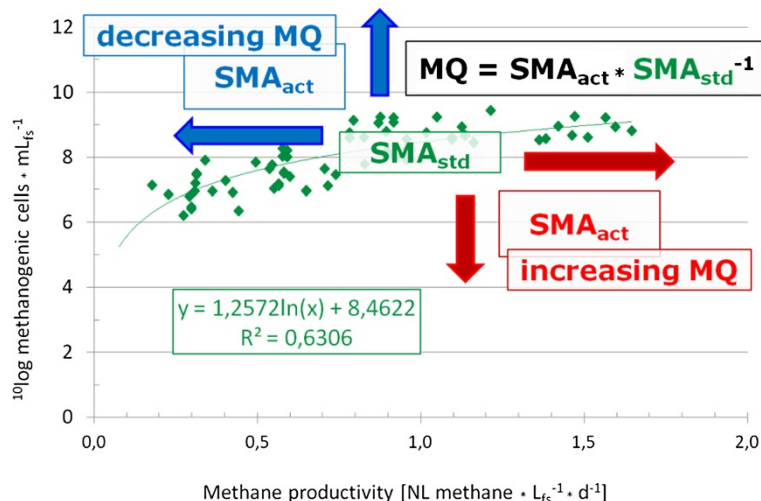 decreasing MQ
SMAact
MQ = SMAact * SMAstd-1
SMAstd
SMAact
increasing MQ
y = 1,2572ln(x) + 8,4622
R² = 0,6306
10log methanogenic cells * mLfs-1
12
10
8
6
4
2
0
0,0
0,5
1,0
1,5
2,0
Methane productivity [NL methane * Lfs-1 * d-1]